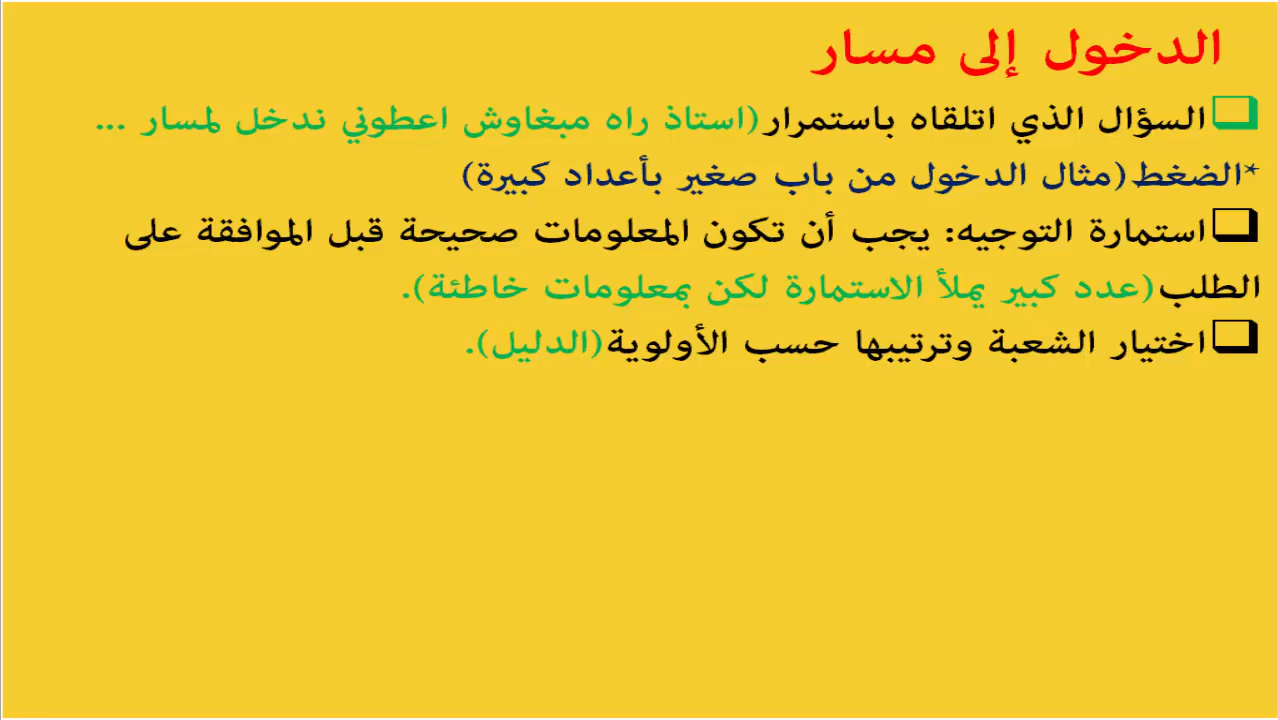 الدخول إلى مسار
السؤال الذي اتلقاه باستمرار(استاذ راه مبغاوش اعطوني ندخل لمسار ...
*الضغط(مثال الدخول من باب صغير بأعداد كبيرة)
استمارة التوجيه: يجب أن تكون المعلومات صحيحة قبل الموافقة على
الطلب(عدد كبير يملأ الاستمارة لكن بمعلومات خاطئة).
اختيار الشعبة وترتيبها حسب الأولوية(الدليل).